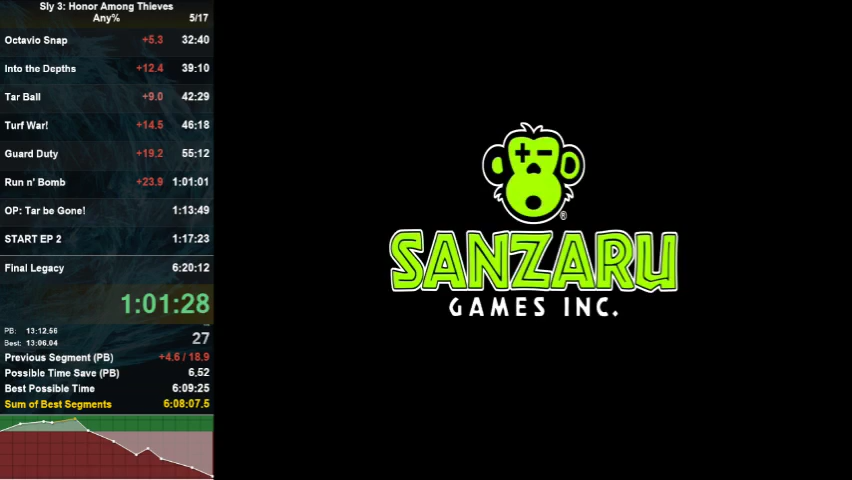 Sly 3: Honor Among Thieves
Any% 5/17
Octavio Snap +5.3 32:40
Into the Depths +12.4 39:10
Tar Ball +9.0 42:29
Turf War! +14.5 46:18
Guard Duty +19.2 55:12
Run n' Bomb +23.9 1:01:01
OP: Tar be Gone! 1:13:49
START EP 2 1:17:23
Final Legacy 6:20:12
1:01:28
PB: 13:12.56
Best: 13:06.04
27
Previous Segment (PB) +4.6 / 18.9
Possible Time Save (PB) 6.52
Best Possible Time 6:09:25
Sum of Best Segments 6:08:07.5
SANZARU
®
GAMES INC.